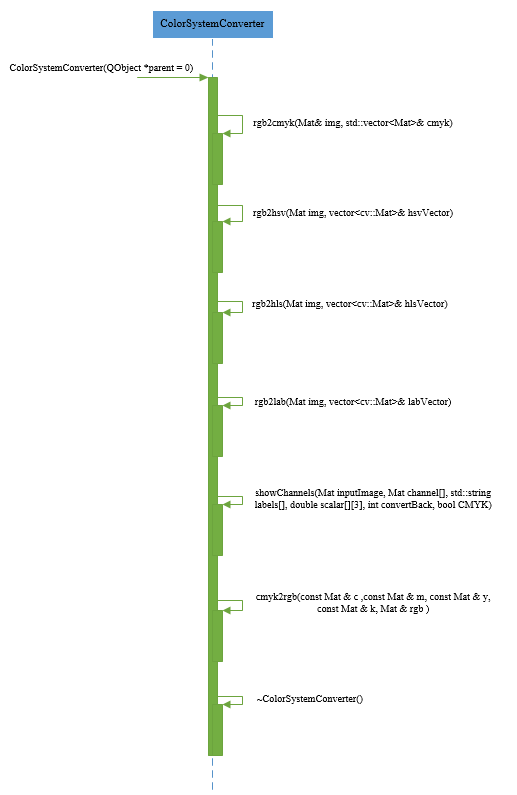 ColorSystemConverter
ColorSystemConverter(QObject *parent = 0)
rgb2cmyk(Mat& img, std::vector<Mat>& cmyk)
rgb2hsv(Mat img, vector<cv::Mat>& hsvVector)
rgb2hls(Mat img, vector<cv::Mat>& hlsVector)
rgb2lab(Mat img, vector<cv::Mat>& labVector)
showChannels(Mat inputImage, Mat channel[], std::string
labels[], double scalar[][3], int convertBack, bool CMYK)
cmyk2rgb(const Mat & c ,const Mat & m, const Mat & y,
const Mat & k, Mat & rgb )
~ColorSystemConverter()